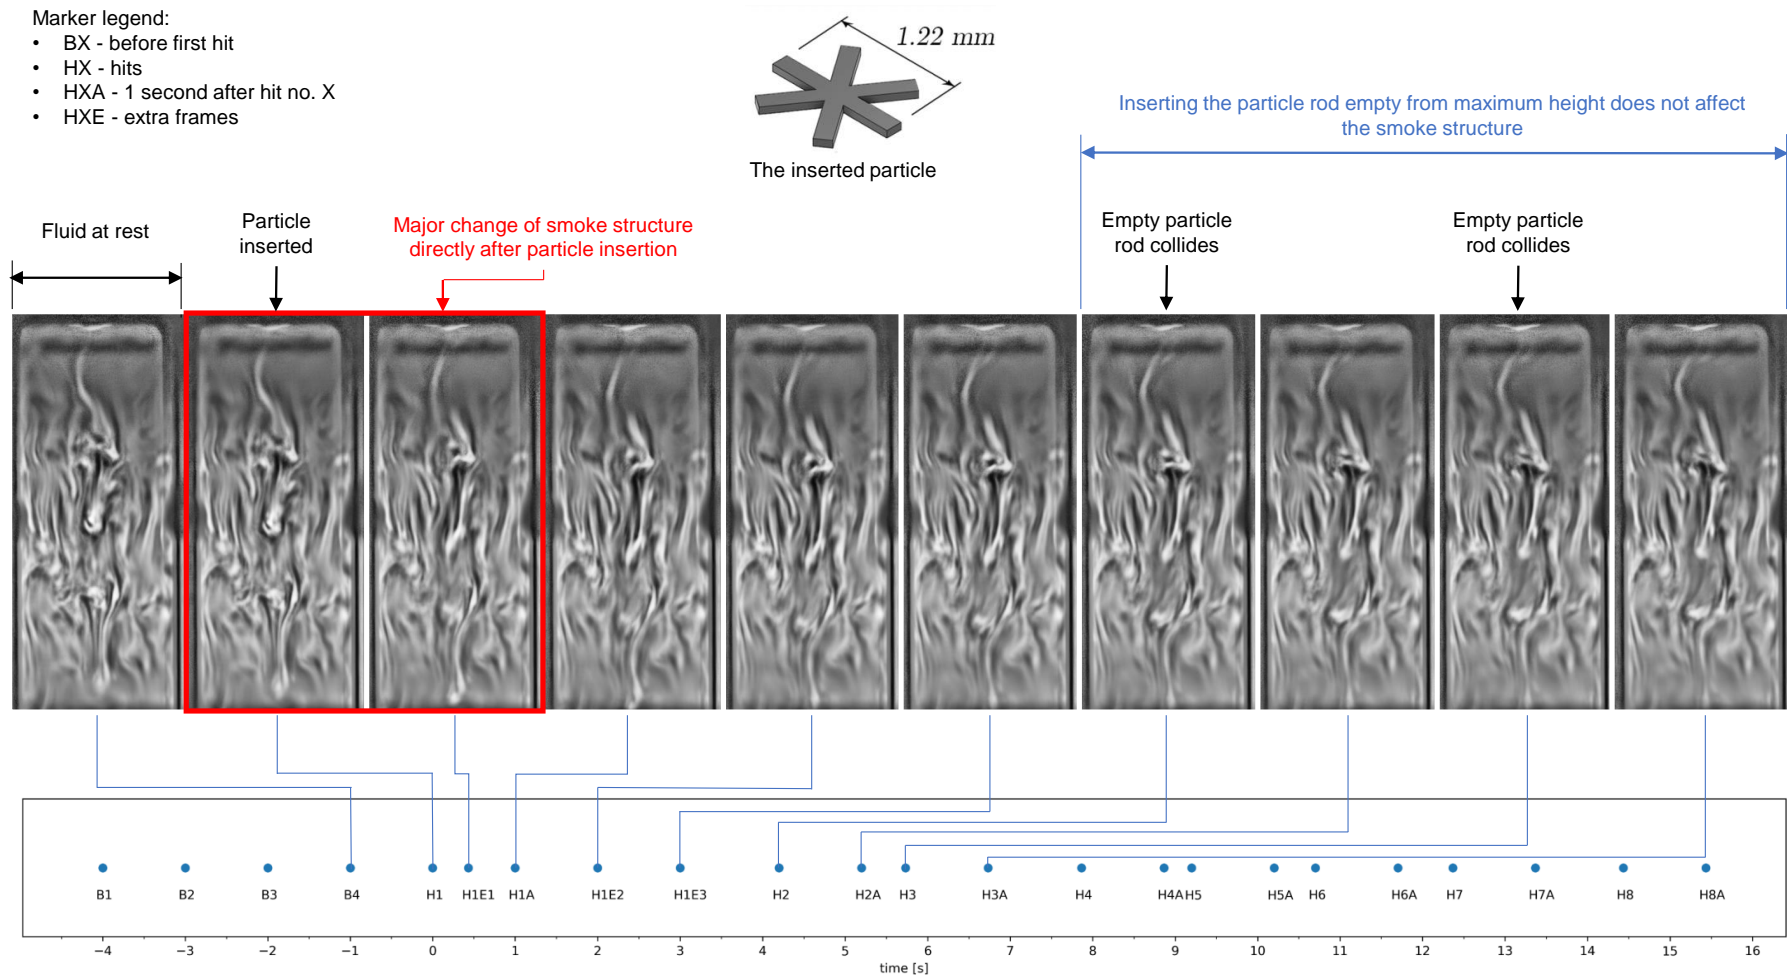 Marker legend:
• BX - before first hit
• HX - hits
• HXA - 1 second after hit no. X
• HXE - extra frames
1.22 mm
The inserted particle
Inserting the particle rod empty from maximum height does not affect
the smoke structure
Fluid at rest
Particle
inserted
Major change of smoke structure
directly after particle insertion
Empty particle
rod collides
Empty particle
rod collides
B1 B2 B3 B4 H1 H1E1 H1A H1E2 H1E3 H2 H2A H3 H3A H4 H4A H5 H5A H6 H6A H7 H7A H8 H8A
−4 −3 −2 −1 0 1 2 3 4 5 6 7 8 9 10 11 12 13 14 15 16
time [s]